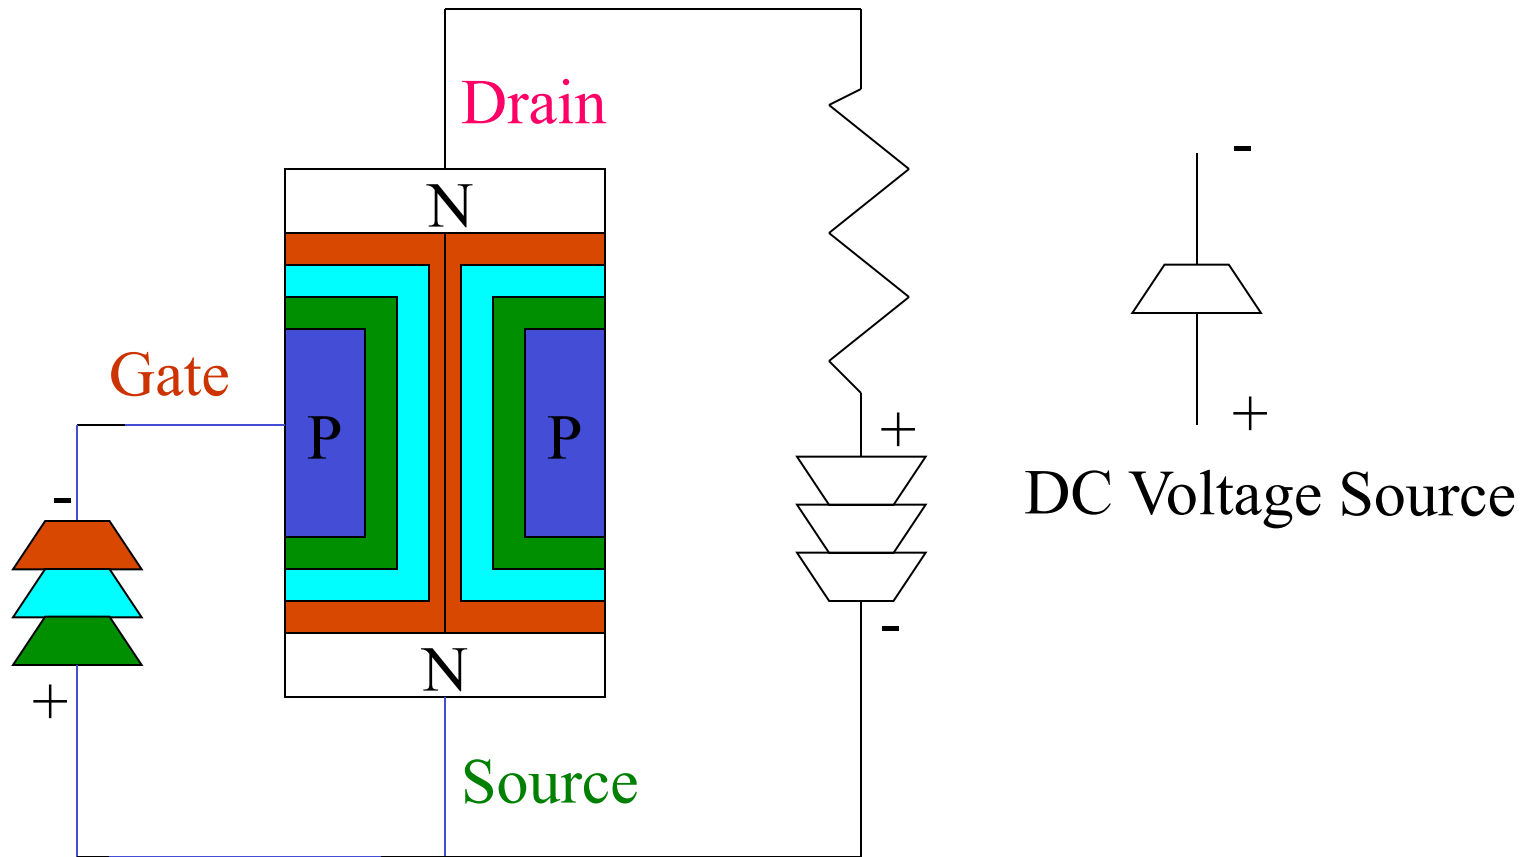 Drain
N
-
Gate
P
P
+
+
-
DC Voltage Source
-
N
+
Source